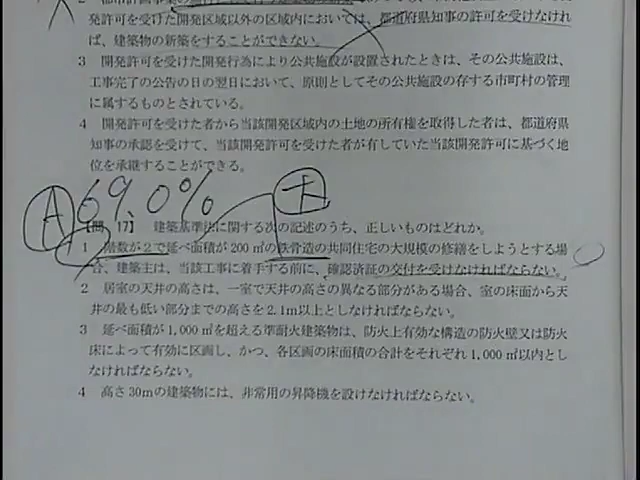 発許可を受けた開発区域以外の区域内においては、都道府県知事の許可を受けなけれ
ば、建築物の新築をすることができない。
3 開発許可を受けた開発行為により公共施設が設置されたときは、その公共施設は、
工事完了の公告の日の翌日において、原則としてその公共施設の存する市町村の管理
に属するものとされている。
4 開発許可を受けた者から当該開発区域内の土地の所有権を取得した者は、都道府県
知事の承認を受けて、当該開発許可を受けた者が有していた当該開発許可に基づく地
位を承継することができる。
A 69.0% 大
【問 17】 建築基準法に関する次の記述のうち、正しいものはどれか。
1 階数が2で延べ面積が200㎡の鉄骨造の共同住宅の大規模の修繕をしようとする場
合、建築主は、当該工事に着手する前に、確認済証の交付を受けなければならない。
2 居室の天井の高さは、一室で天井の高さの異なる部分がある場合、室の床面から天
井の最も低い部分までの高さを2.1m以上としなければならない。
3 延べ面積が1,000㎡を超える準耐火建築物は、防火上有効な構造の防火壁又は防火
床によって有効に区画し、かつ、各区画の床面積の合計をそれぞれ1,000㎡以内とし
なければならない。
4 高さ30mの建築物には、非常用の昇降機を設けなければならない。